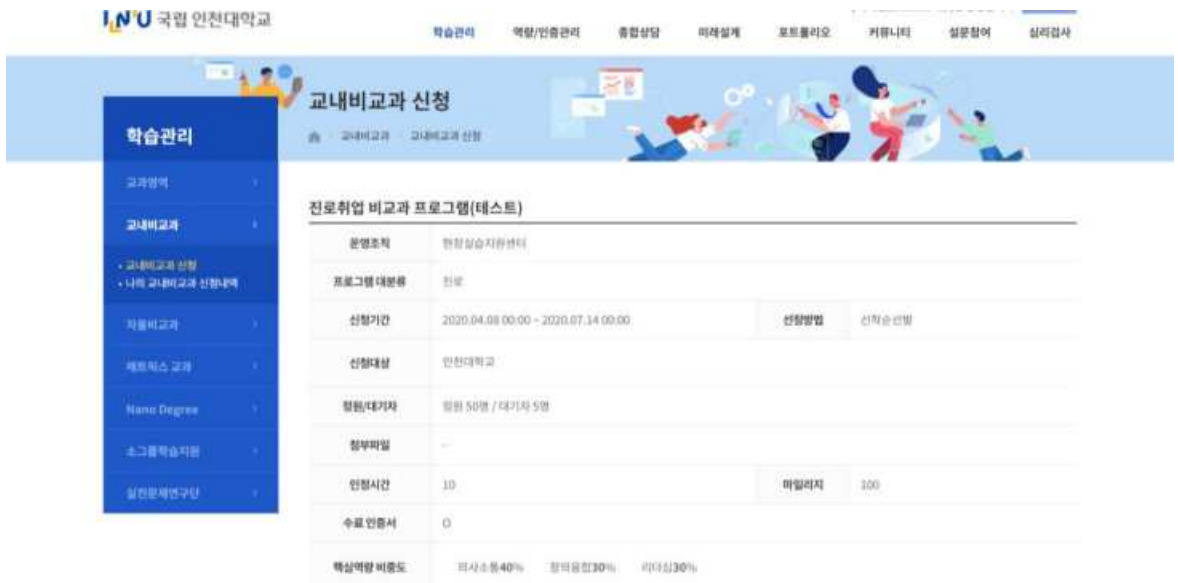 INU 국립 인천대학교
학습관리 역량/인증관리 종합상담 미래설계 포트폴리오 커뮤니티 설문참여 심리검사
교내비교과 신청
교내비교과 교내비교과 신청
학습관리
교과영역
교내비교과
• 교내비교과 신청
• 나의 교내비교과 신청내역
자율비교과
매트릭스 교과
Nano Degree
소그룹학습지원
실전문제연구단
진로취업 비교과 프로그램(테스트)
운영조직 현장실습지원센터
프로그램 대분류 진로
신청기간 2020.04.08 00:00 ~ 2020.07.14 00:00 선정방법 선착순선발
신청대상 인천대학교
정원/대기자 정원 50명 / 대기자 5명
첨부파일 --
인정시간 10 마일리지 100
수료 인증서 O
핵심역량 비중도 의사소통40% 창의융합30% 리더십30%